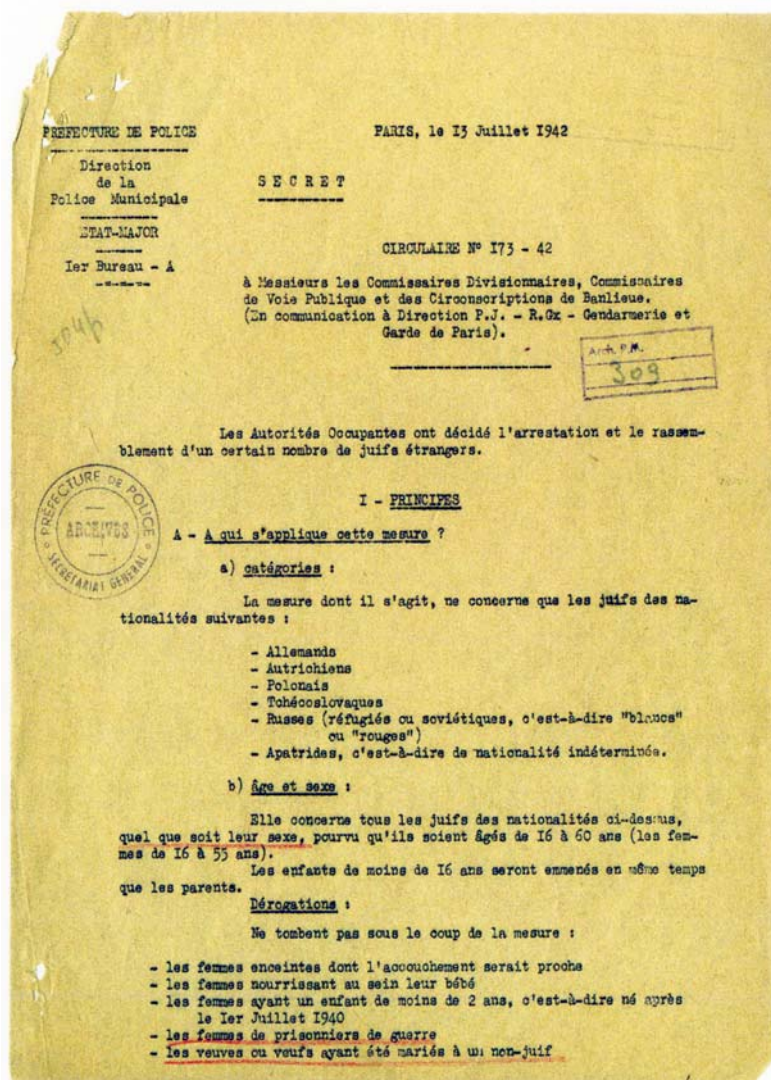 PREFECTURE DE POLICE
Direction
de la
Police Municipale
ETAT-MAJOR
Ier Bureau - A
PARIS, le I3 Juillet I942
SECRET
CIRCULAIRE N° I73 - 42
à Messieurs les Commissaires Divisionnaires, Commissaires
de Voie Publique et des Circonscriptions de Banlieue.
(En communication à Direction P.J. - R.Gx - Gendarmerie et
Garde de Paris).
Arch. P.M.
309
Les Autorités Occupantes ont décidé l'arrestation et le rassem-
blement d'un certain nombre de juifs étrangers.
PRÉFECTURE DE POLICE
ARCHIVES
SECRÉTARIAT GÉNÉRAL
I - PRINCIPES
A - A qui s'applique cette mesure ?
a) catégories :
La mesure dont il s'agit, ne concerne que les juifs des na-
tionalités suivantes :
- Allemands
- Autrichiens
- Polonais
- Tchécoslovaques
- Russes (réfugiés ou soviétiques, c'est-à-dire "blancs"
ou "rouges")
- Apatrides, c'est-à-dire de nationalité indéterminée.
b) âge et sexe :
Elle concerne tous les juifs des nationalités ci-dessus,
quel que soit leur sexe, pourvu qu'ils soient âgés de I6 à 60 ans (les fem-
mes de I6 à 55 ans).
Les enfants de moins de I6 ans seront emmenés en même temps
que les parents.
Dérogations :
Ne tombent pas sous le coup de la mesure :
- les femmes enceintes dont l'accouchement serait proche
- les femmes nourrissant au sein leur bébé
- les femmes ayant un enfant de moins de 2 ans, c'est-à-dire né après
le Ier Juillet I940
- les femmes de prisonniers de guerre
- les veuves ou veufs ayant été mariés à un non-juif